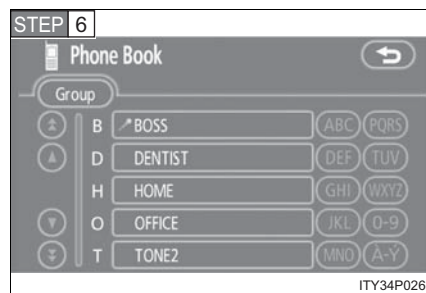 STEP 6
Phone Book
Group
B BOSS ABC PQRS
D DENTIST DEF TUV
H HOME GHI WXYZ
O OFFICE JKL 0-9
T TONE2 MNO À-Ý
ITY34P026